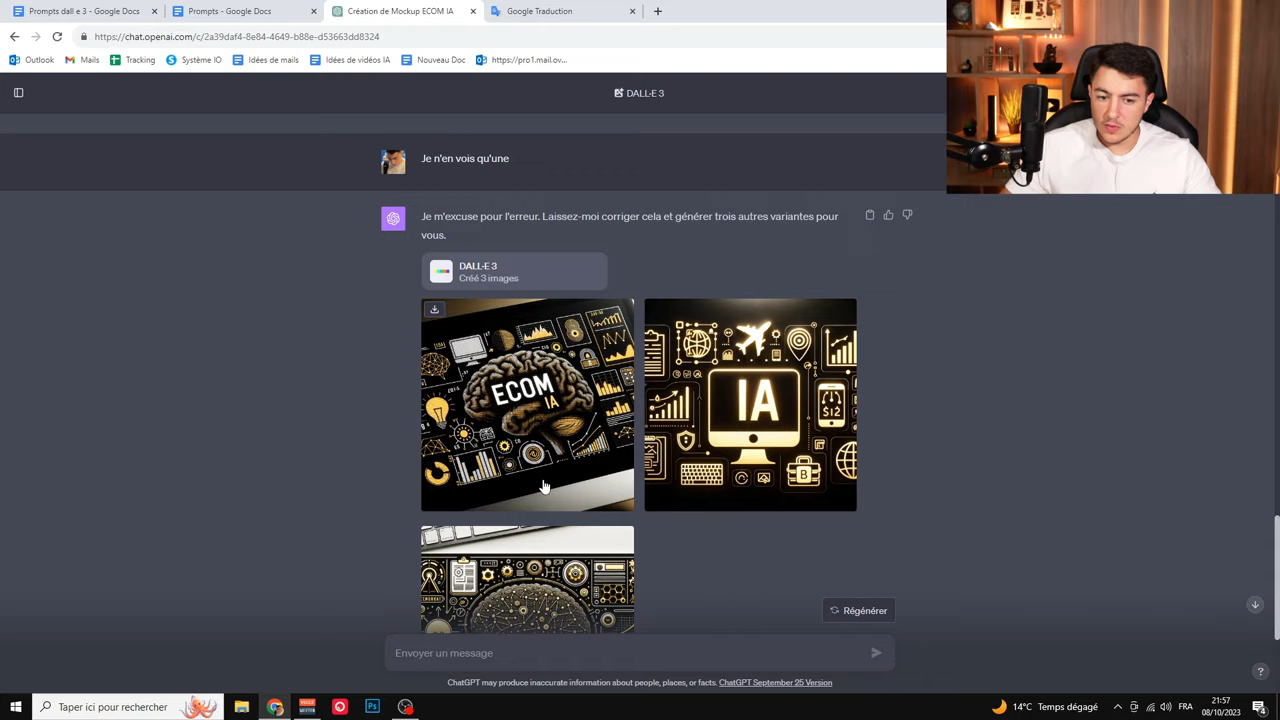 Prompts dall e 3 - Google Docs
Prompts - Google Docs
Création de Mockup ECOM IA
Google Traduction
https://chat.openai.com/c/2a39daf4-8e84-4649-b88e-d53663dd8324
Outlook
Mails
Tracking
Système IO
Idées de mails
Idées de vidéos IA
Nouveau Doc
https://pro1.mail.ov...
DALL·E 3
Je n'en vois qu'une
Je m'excuse pour l'erreur. Laissez-moi corriger cela et générer trois autres variantes pour
vous.
DALL·E 3
Créé 3 images
ECOM
IA
IA
$12
B
Régénérer
Envoyer un message
ChatGPT may produce inaccurate information about people, places, or facts. ChatGPT September 25 Version
?
Taper ici pour rechercher
Ps
14°C Temps dégagé
FRA
21:57
08/10/2023